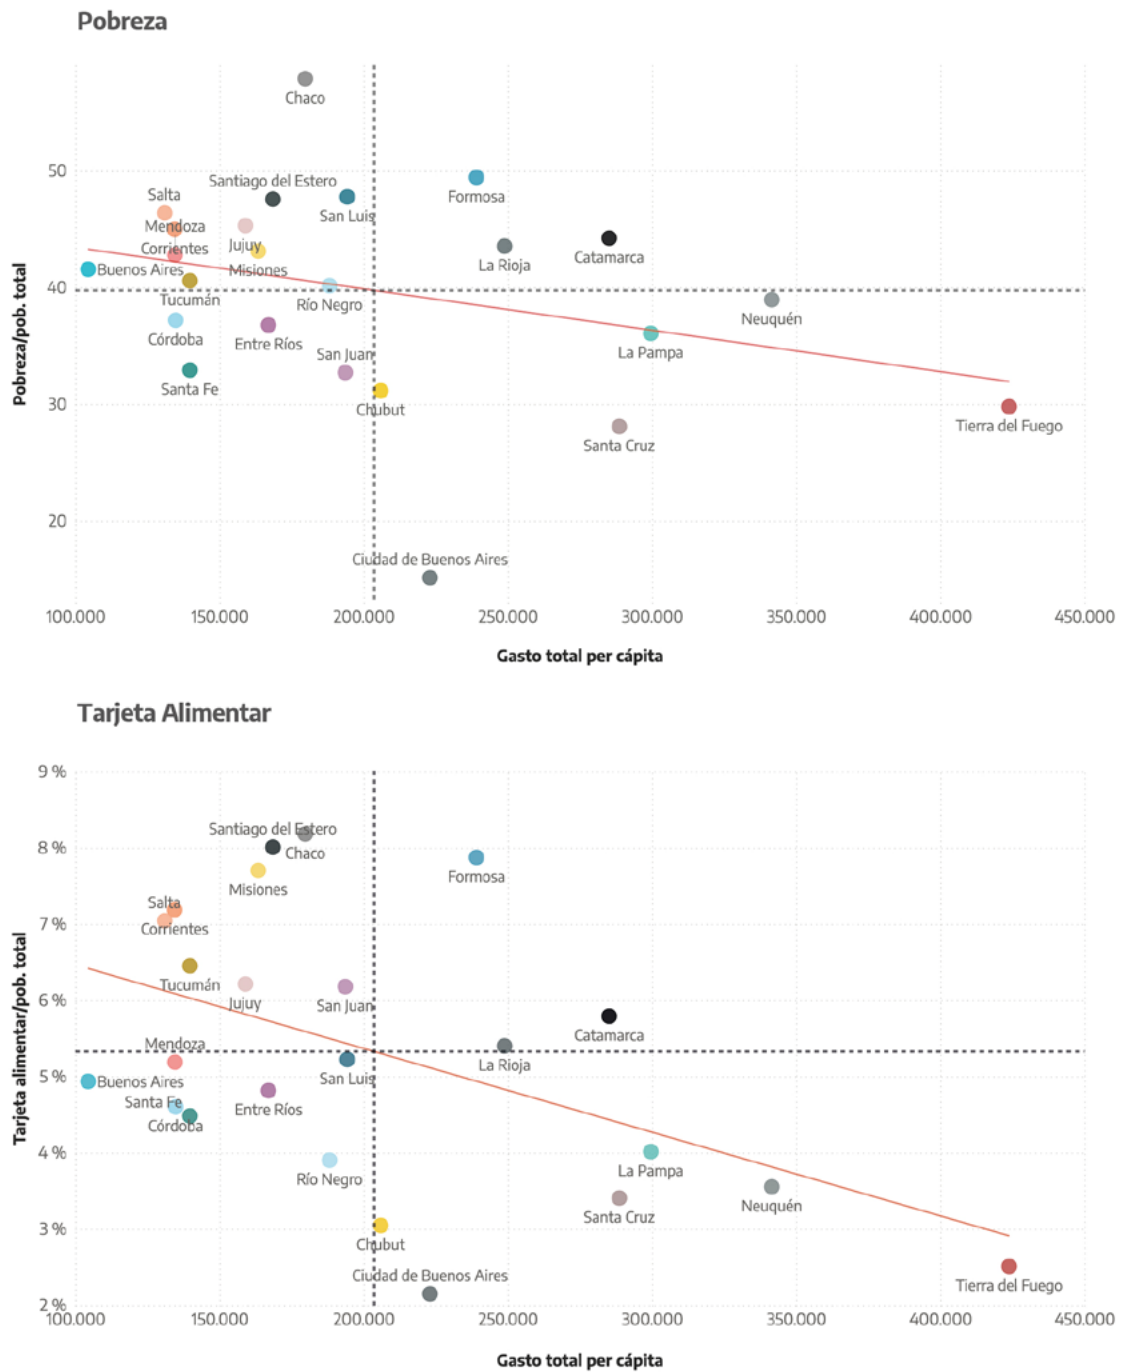 Pobreza
Chaco
50
Santiago del Estero
Salta
San Luis
Formosa
Mendoza
Corrientes
Jujuy
La Rioja
Catamarca
Buenos Aires
Misiones
40
Tucumán
Río Negro
Neuquén
Córdoba
Entre Ríos
San Juan
La Pampa
Santa Fe
30
Chubut
Tierra del Fuego
Santa Cruz
20
Ciudad de Buenos Aires
Pobreza/pob. total
100.000 150.000 200.000 250.000 300.000 350.000 400.000 450.000
Gasto total per cápita
Tarjeta Alimentar
9 %
Santiago del Estero
8 %
Chaco
Formosa
Misiones
Salta
7 %
Corrientes
Tucumán
6 %
Jujuy
San Juan
Catamarca
Mendoza
La Rioja
5 %
San Luis
Buenos Aires
Santa Fe
Entre Ríos
Córdoba
4 %
Río Negro
La Pampa
Santa Cruz
Neuquén
3 %
Chubut
Ciudad de Buenos Aires
Tierra del Fuego
2 %
Tarjeta alimentar/pob. total
100.000 150.000 200.000 250.000 300.000 350.000 400.000 450.000
Gasto total per cápita